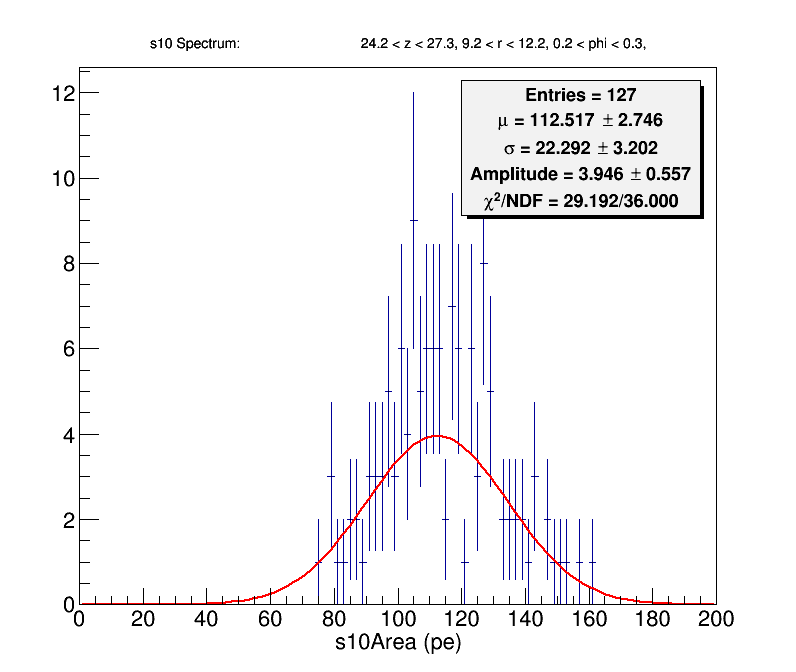 s10 Spectrum: 24.2 < z < 27.3, 9.2 < r < 12.2, 0.2 < phi < 0.3,
Entries = 127
μ = 112.517 ± 2.746
σ = 22.292 ± 3.202
Amplitude = 3.946 ± 0.557
χ²/NDF = 29.192/36.000
12
10
8
6
4
2
0
0 20 40 60 80 100 120 140 160 180 200
s10Area (pe)